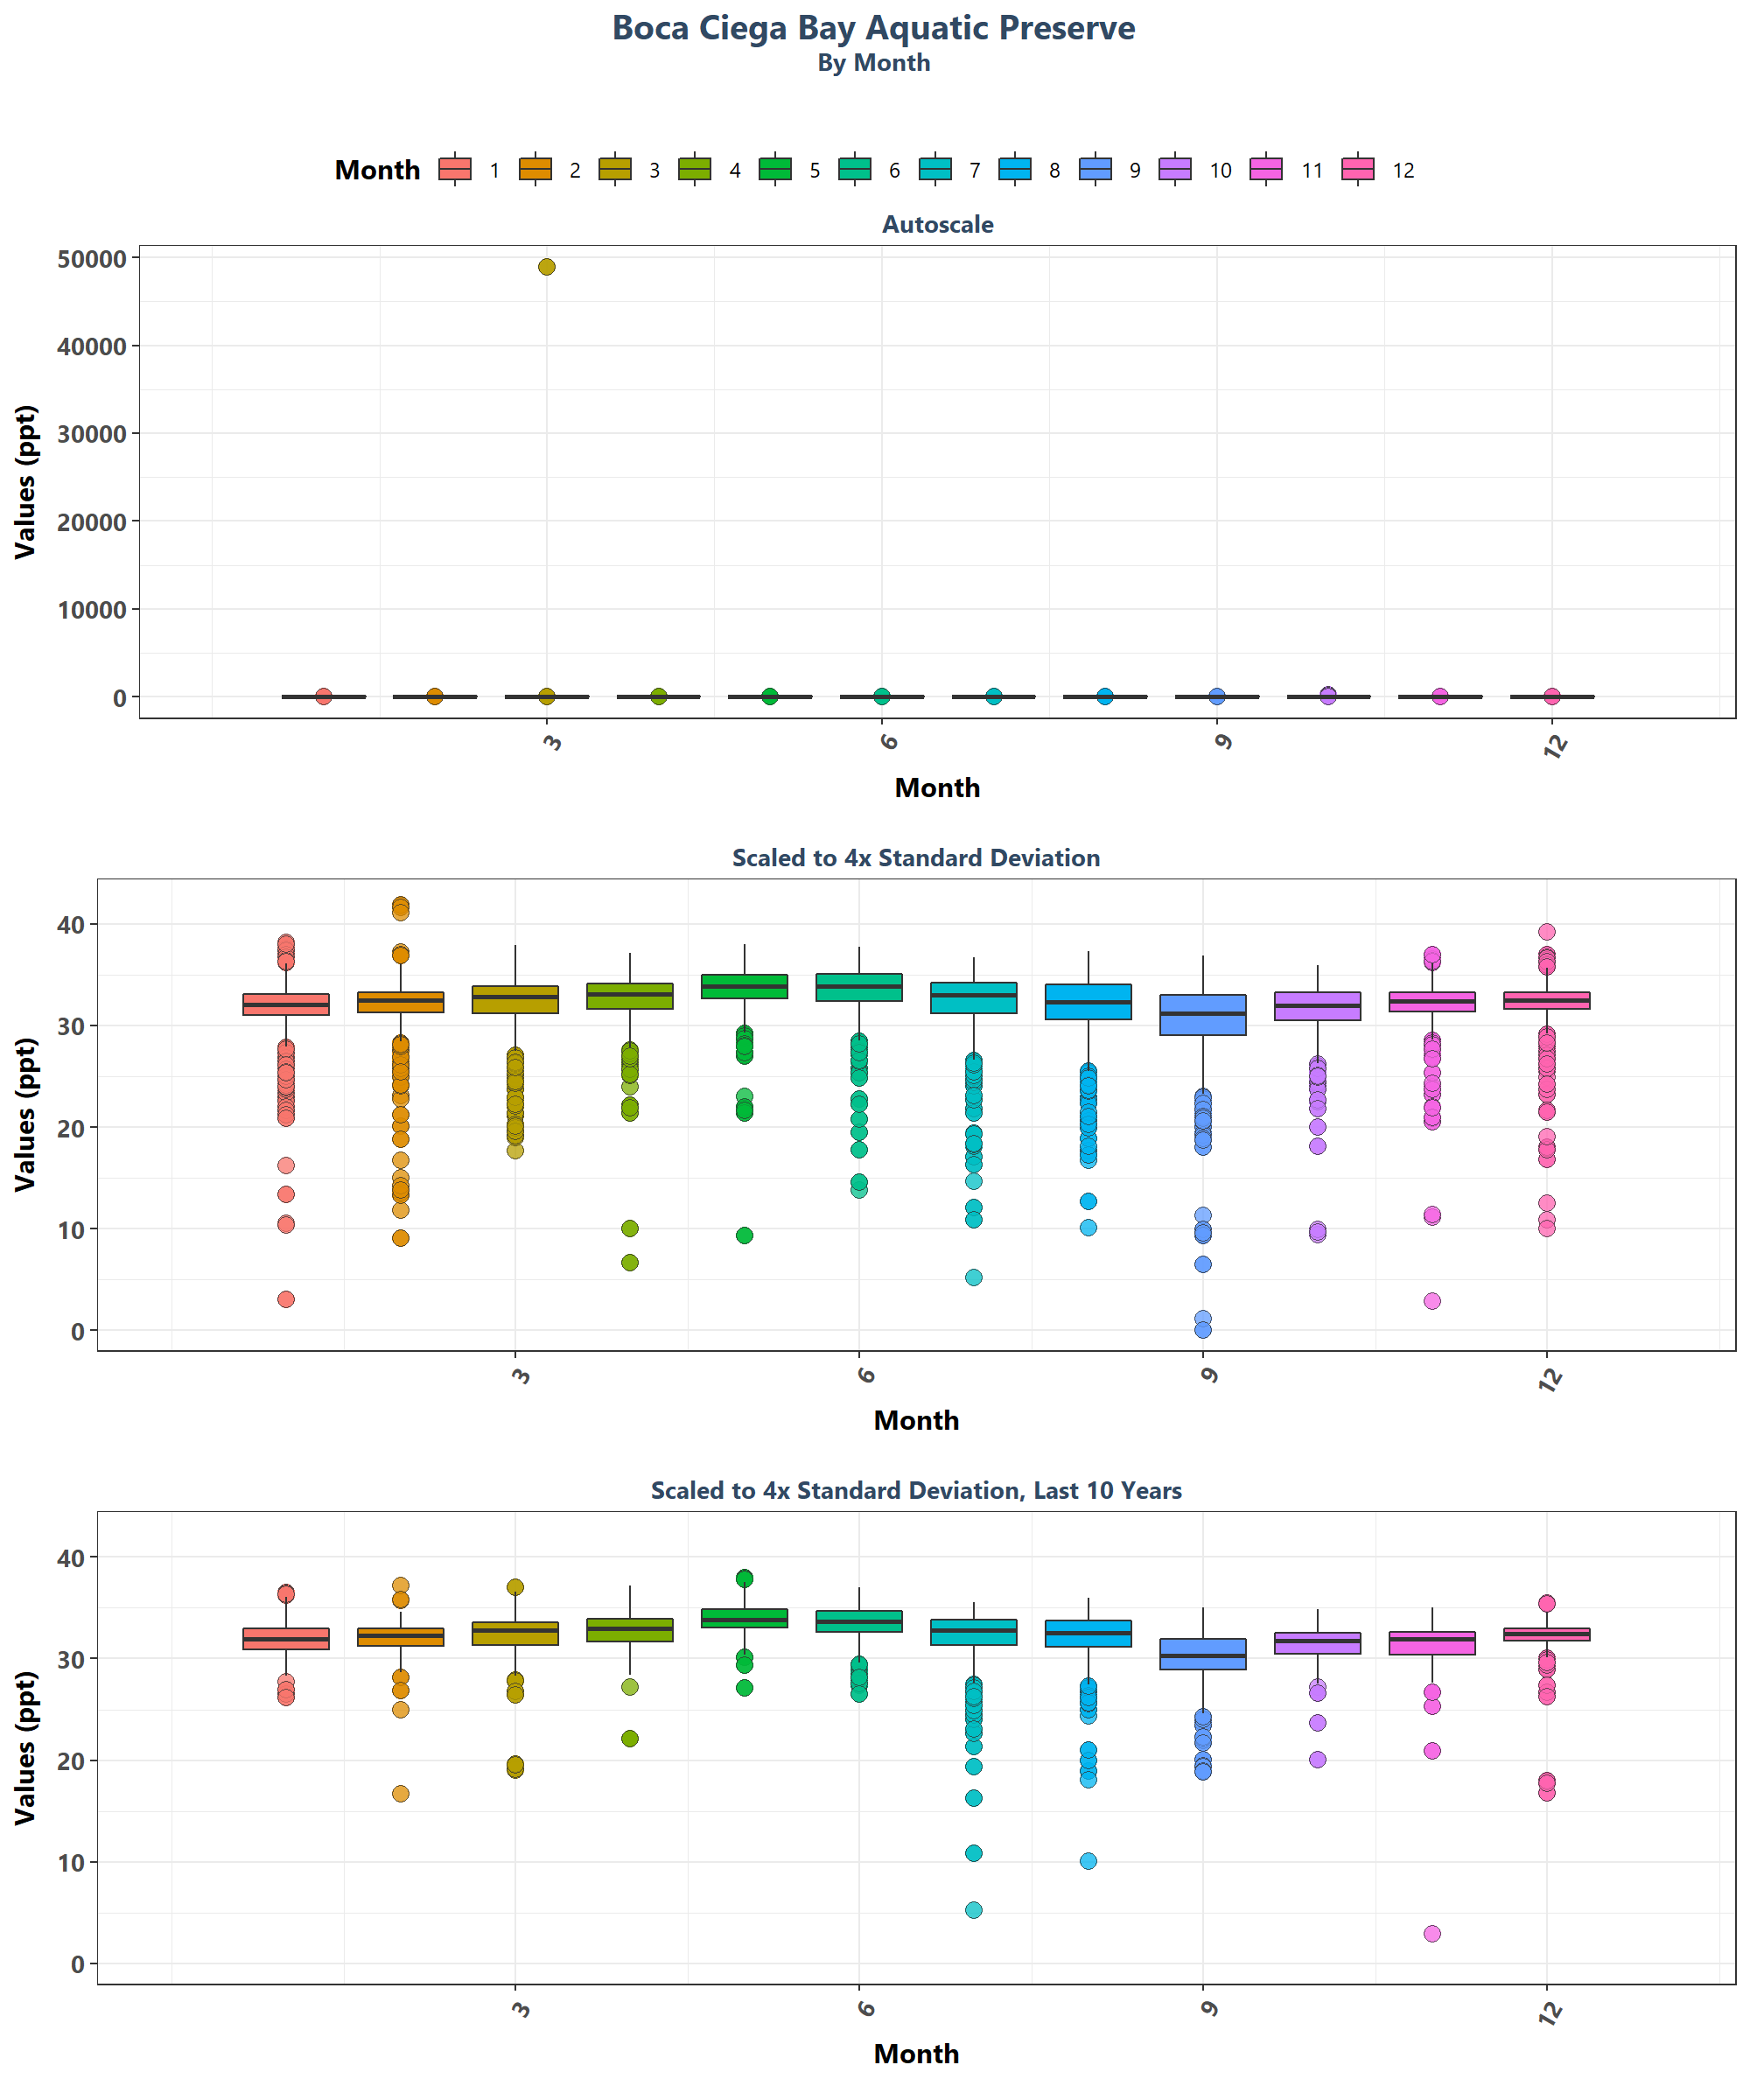 Boca Ciega Bay Aquatic Preserve
By Month
Month 1 2 3 4 5 6 7 8 9 10 11 12
Autoscale
50000
40000
30000
20000
10000
0
Values (ppt)
3 6 9 12
Month
Scaled to 4x Standard Deviation
40
30
20
10
0
Values (ppt)
3 6 9 12
Month
Scaled to 4x Standard Deviation, Last 10 Years
40
30
20
10
0
Values (ppt)
3 6 9 12
Month